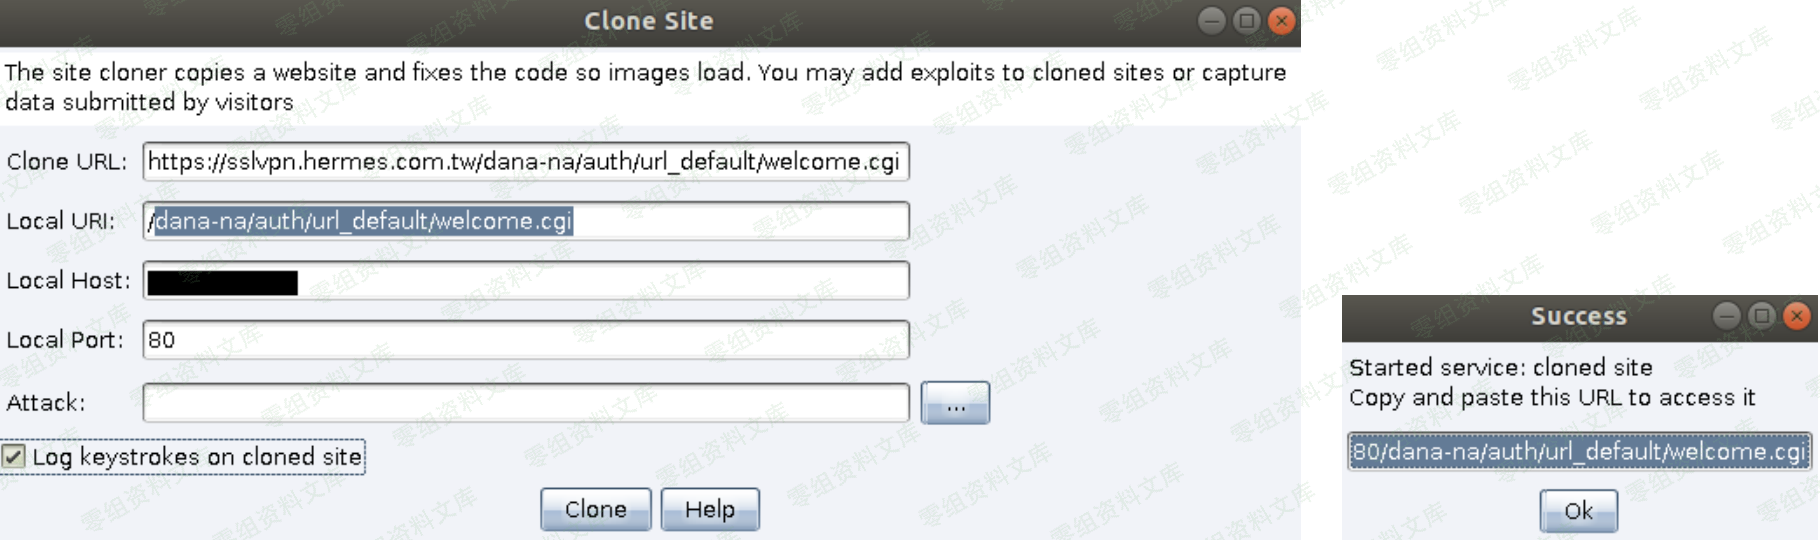 Clone Site
The site cloner copies a website and fixes the code so images load. You may add exploits to cloned sites or capture
data submitted by visitors
Clone URL: https://sslvpn.hermes.com.tw/dana-na/auth/url_default/welcome.cgi
Local URI: /dana-na/auth/url_default/welcome.cgi
Local Host:
Local Port: 80
Attack:
...
Log keystrokes on cloned site
Clone Help
Success
Started service: cloned site
Copy and paste this URL to access it
80/dana-na/auth/url_default/welcome.cgi
Ok
零组资料文库